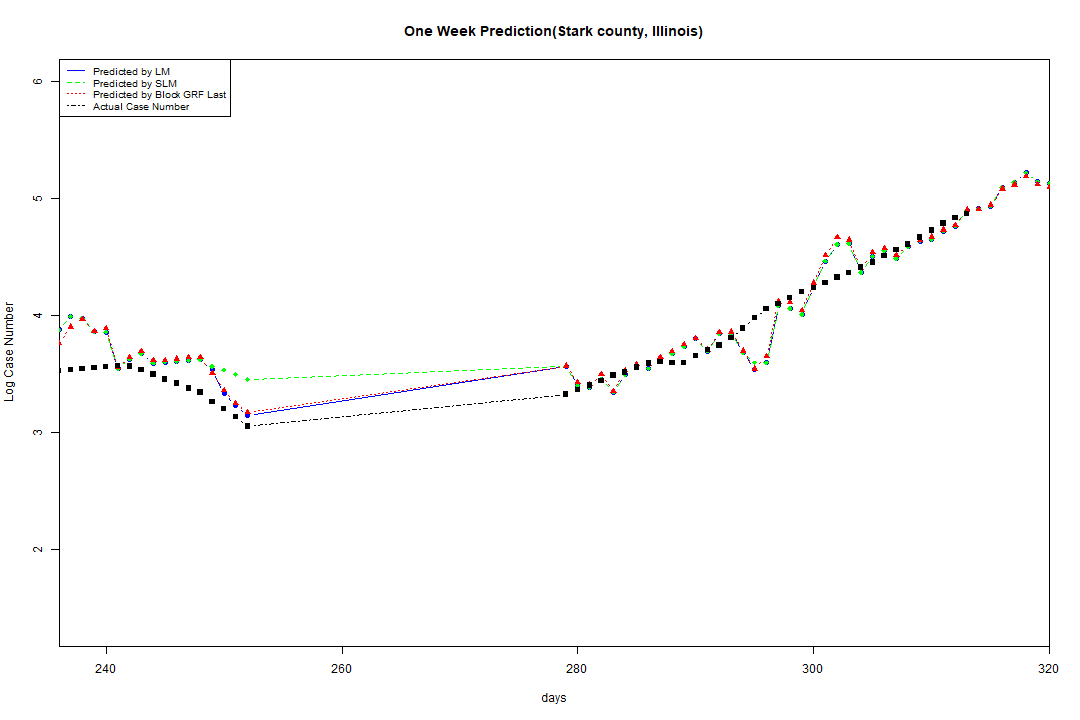 One Week Prediction(Stark county, Illinois)
Predicted by LM
Predicted by SLM
Predicted by Block GRF Last
Actual Case Number
6
5
4
3
2
Log Case Number
240 260 280 300 320
days